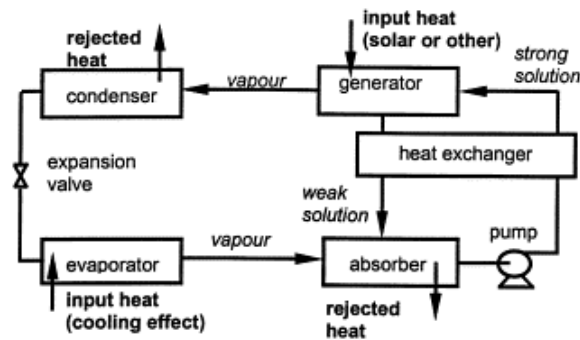 input heat
(solar or other)
rejected
heat
strong
solution
condenser
vapour
generator
heat exchanger
expansion
valve
weak
solution
vapour
pump
evaporator
absorber
input heat
(cooling effect)
rejected
heat